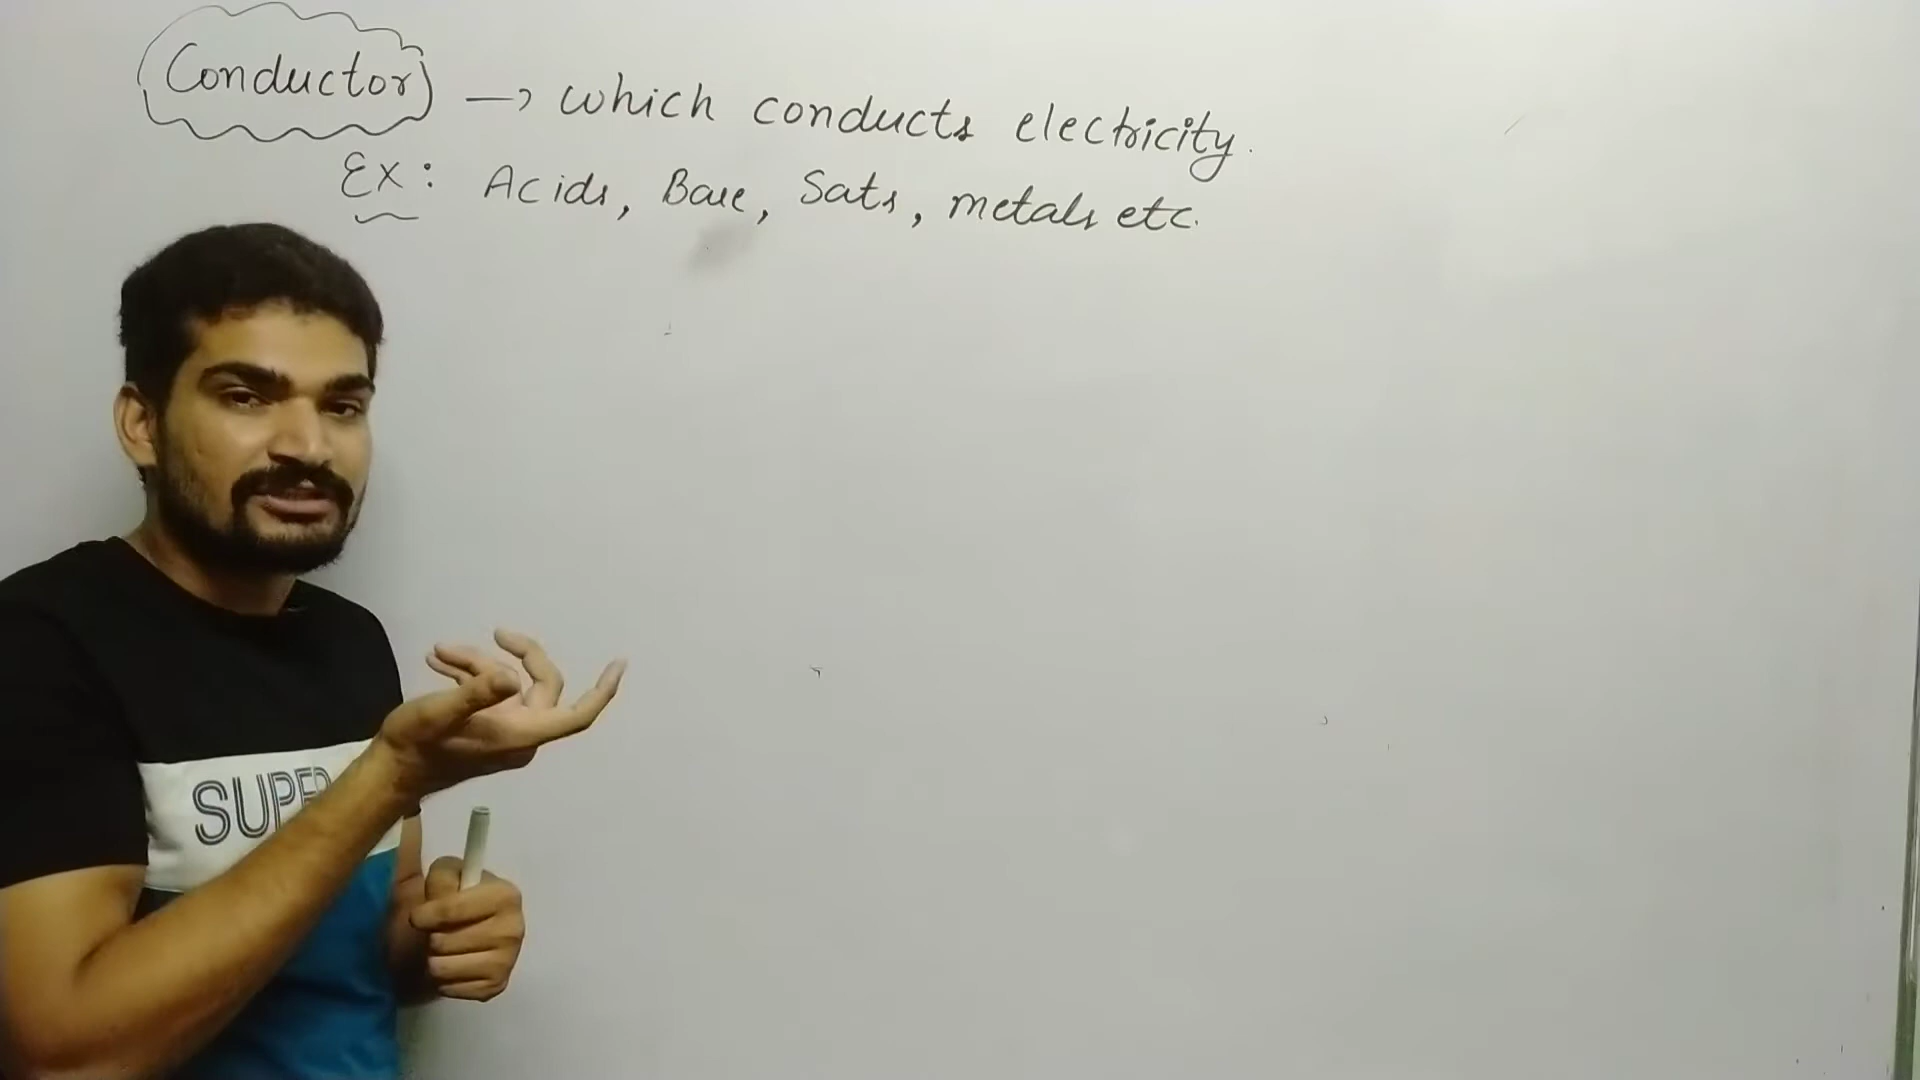 Conductor → which conducts electricity.
Ex: Acids, Base, Sats, metals etc.
SUPER